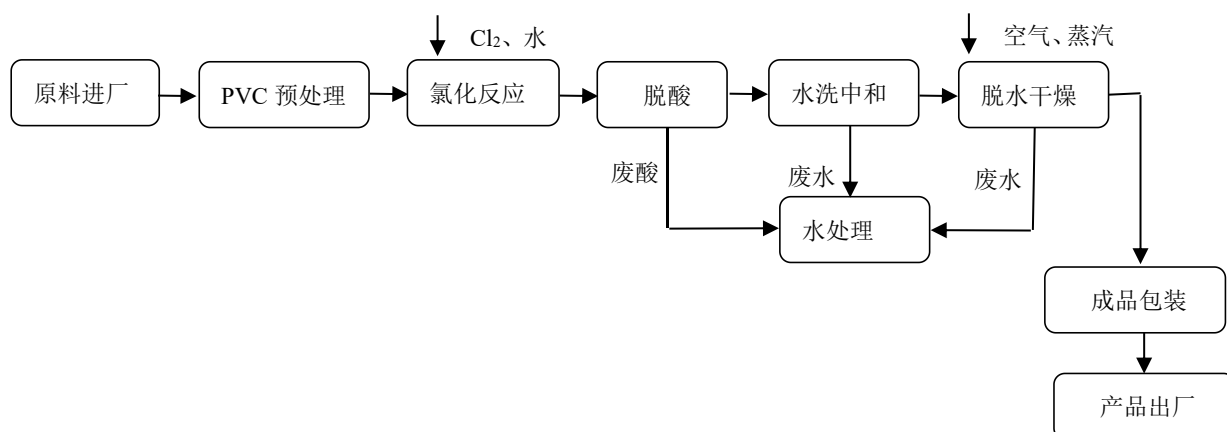 Cl₂、水
空气、蒸汽
原料进厂
PVC 预处理
氯化反应
脱酸
水洗中和
脱水干燥
废酸
废水
废水
水处理
成品包装
产品出厂